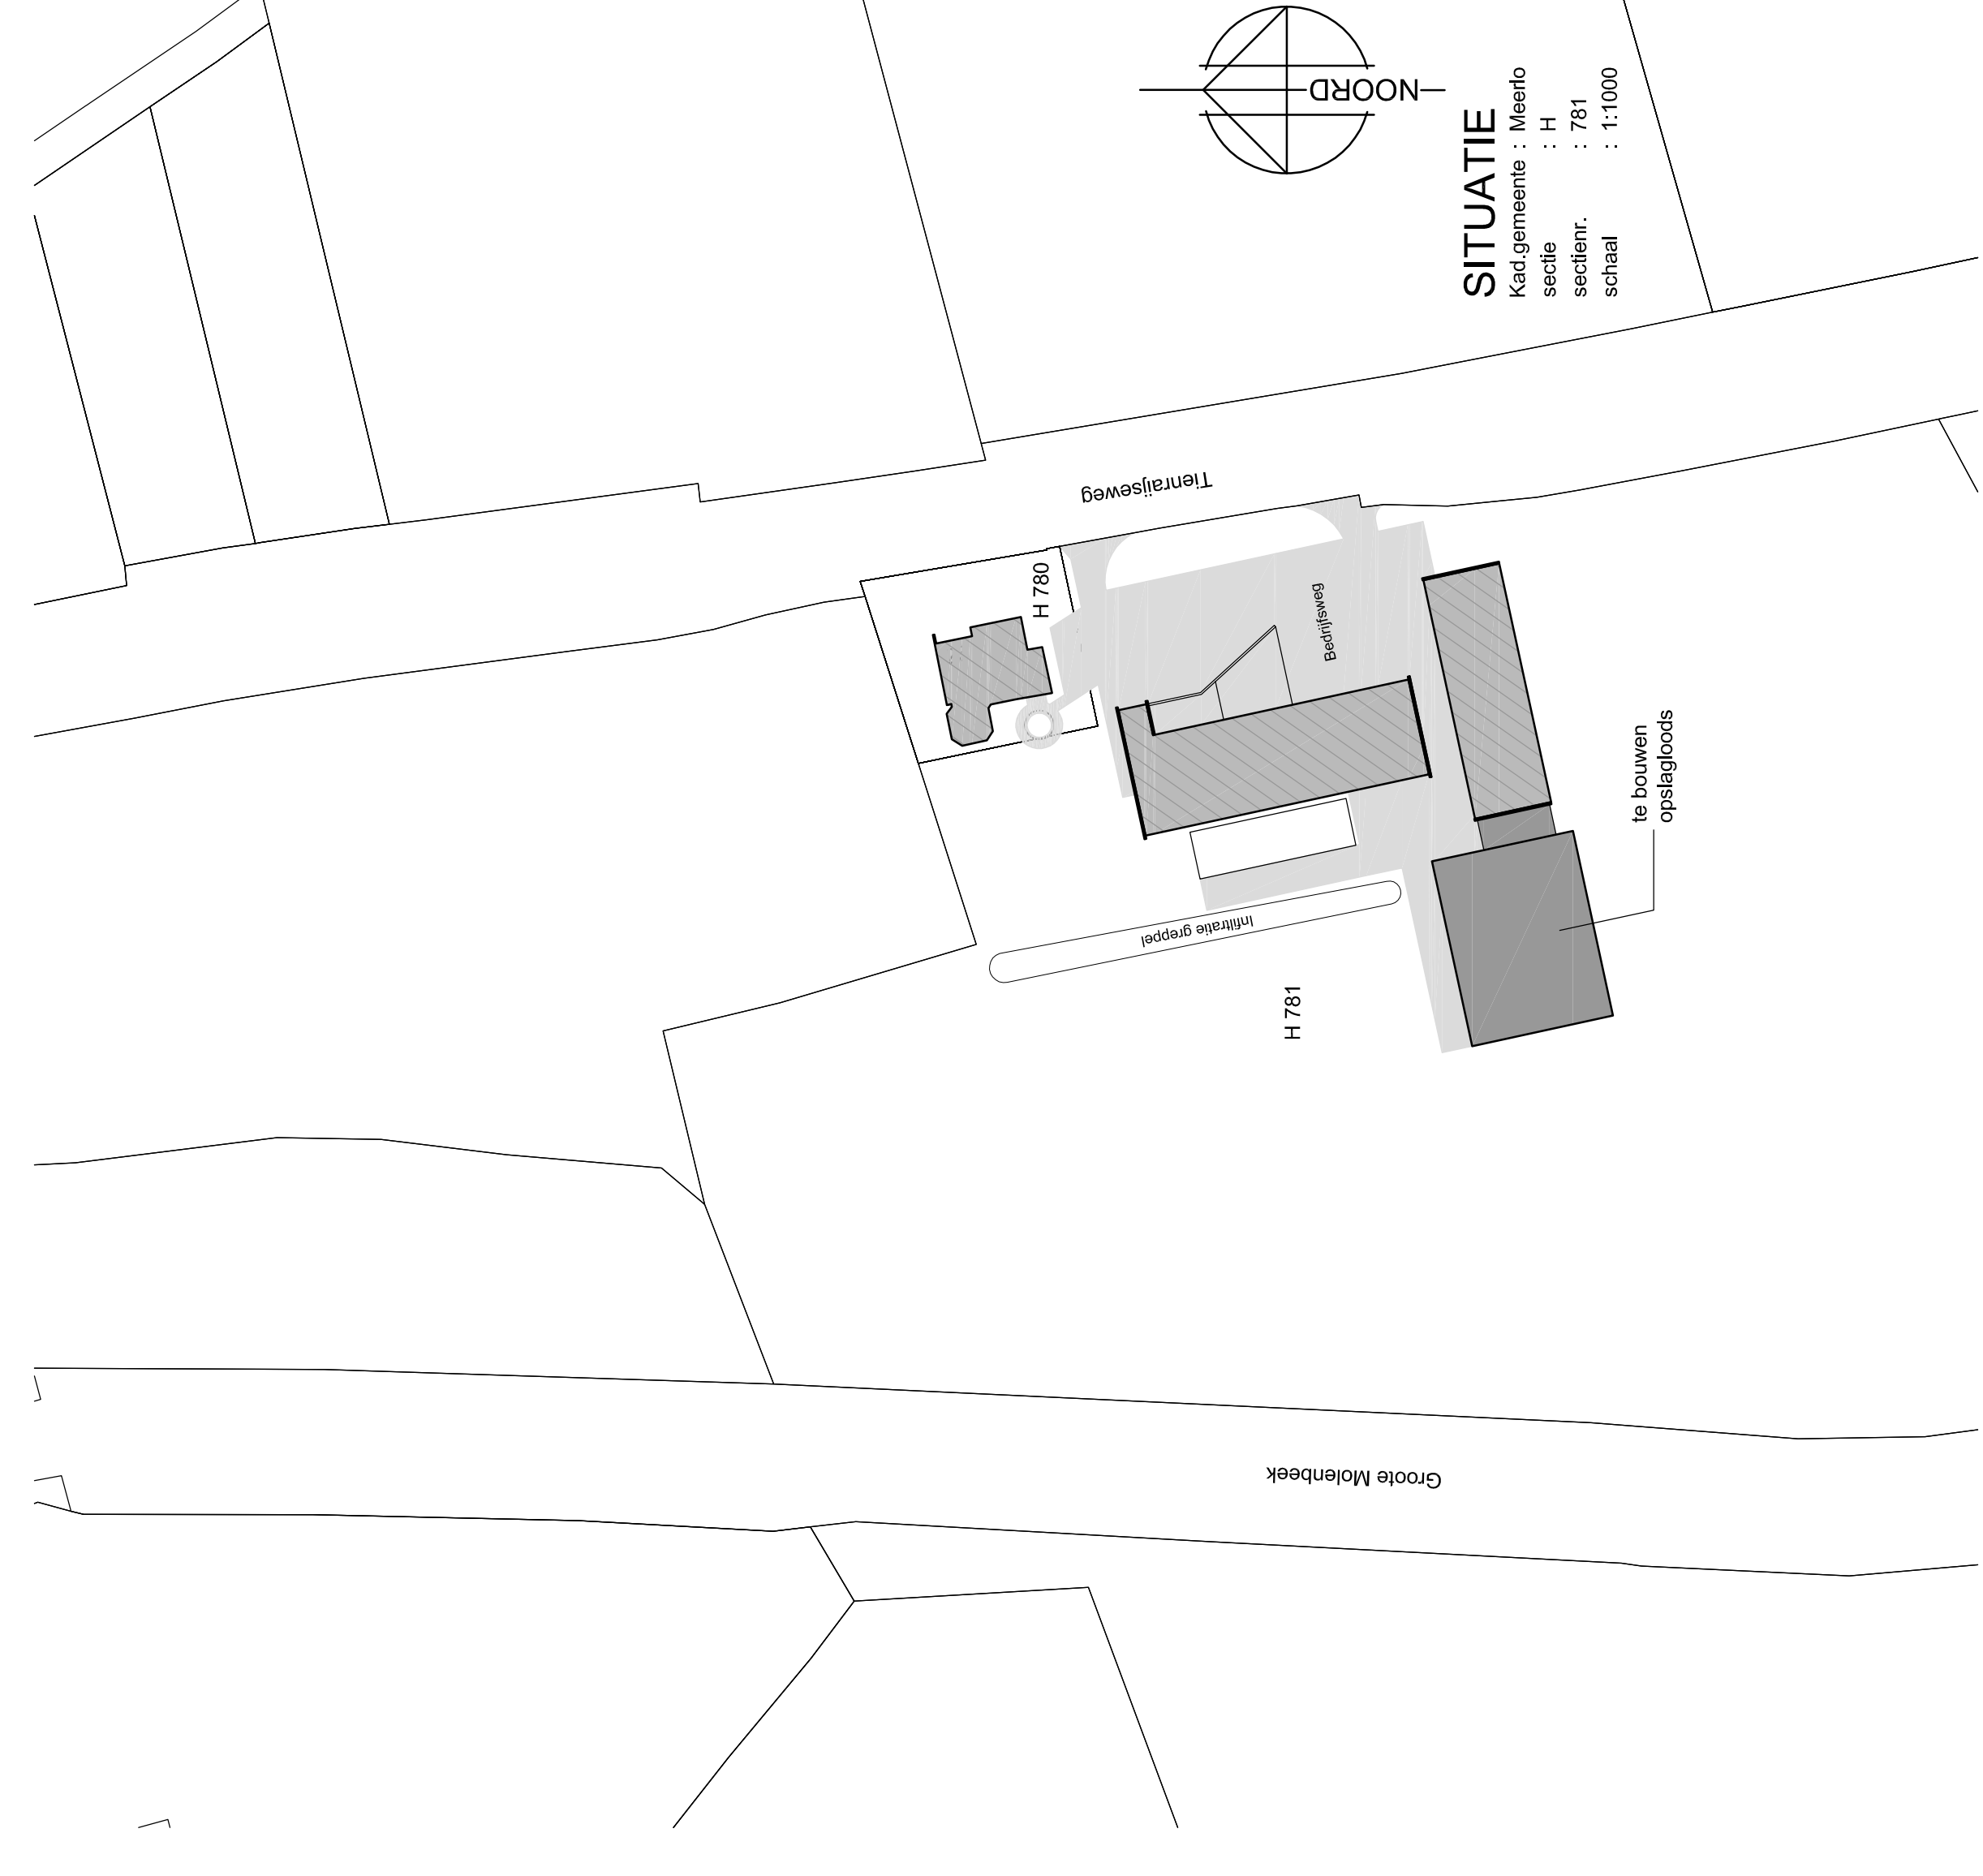 NOORD
SITUATIE
Kad.gemeente : Meerlo
sectie : H
sectienr. : 781
schaal : 1:1000
Tienraijseweg
H 780
Bedrijfsweg
te bouwen
opslagloods
Infiltratie greppel
H 781
Groote Molenbeek